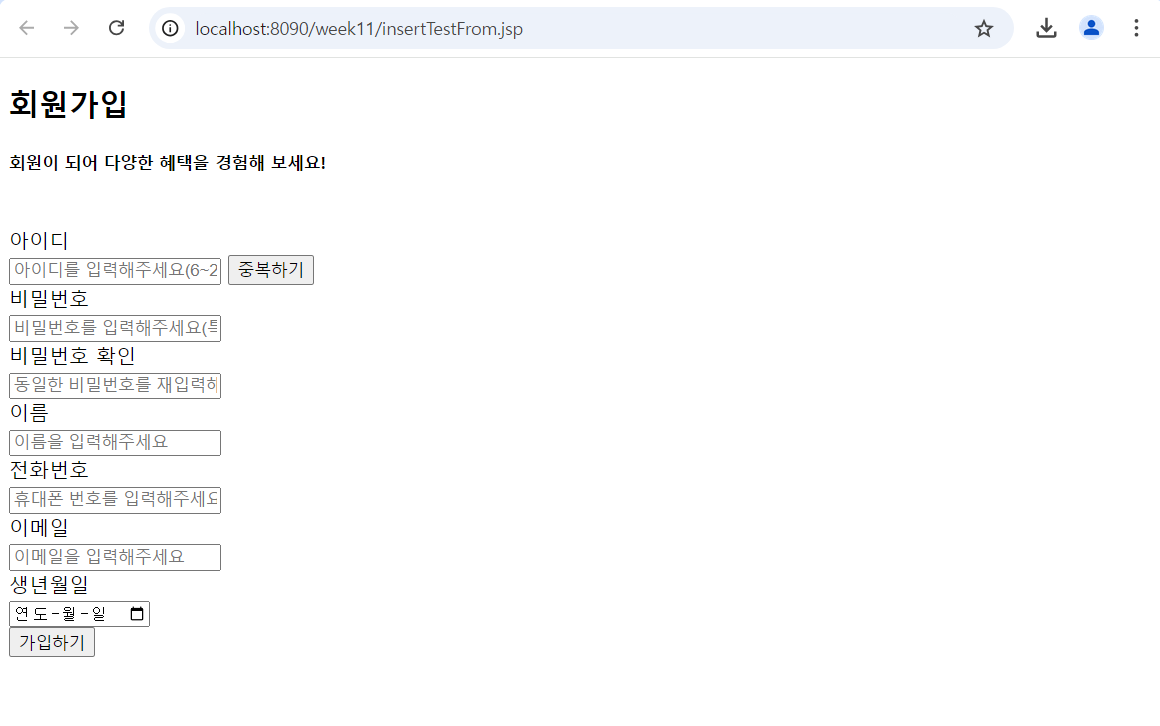 localhost:8090/week11/insertTestFrom.jsp
회원가입
회원이 되어 다양한 혜택을 경험해 보세요!
아이디
아이디를 입력해주세요(6~2 중복하기
비밀번호
비밀번호를 입력해주세요(특
비밀번호 확인
동일한 비밀번호를 재입력해
이름
이름을 입력해주세요
전화번호
휴대폰 번호를 입력해주세요
이메일
이메일을 입력해주세요
생년월일
연도-월-일
가입하기